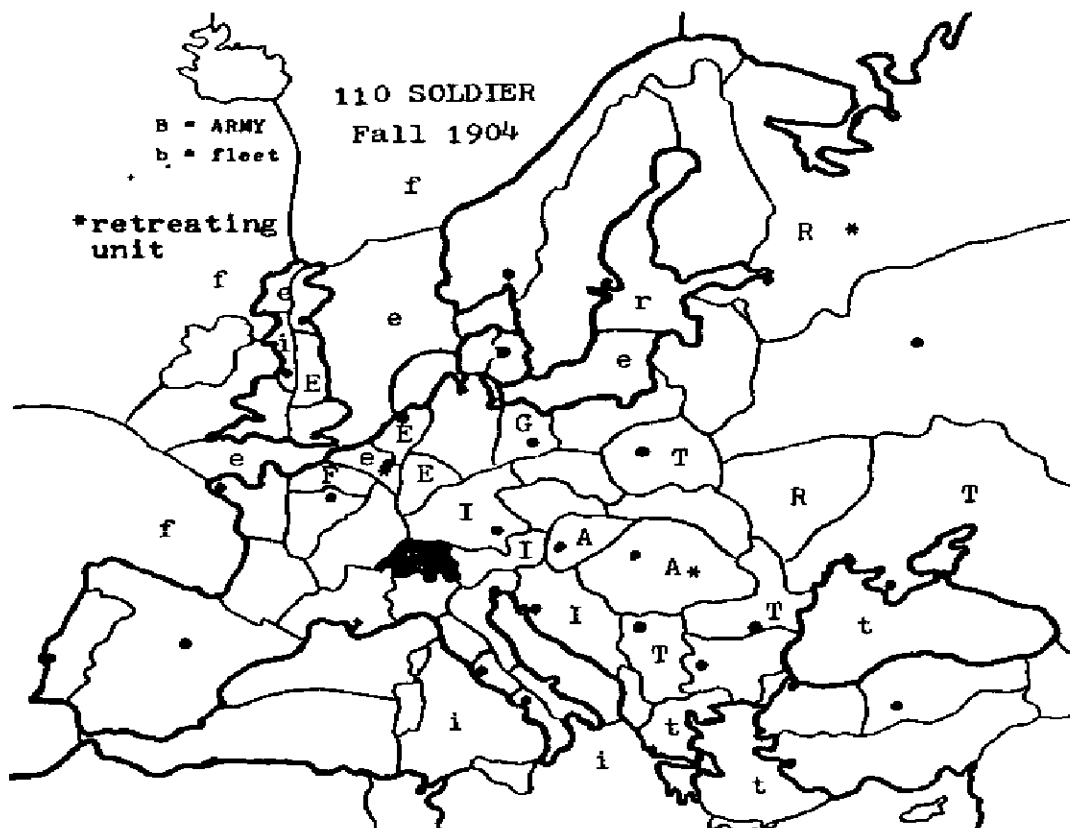 110 SOLDIER
B = ARMY
Fall 1904
b = fleet
f
*retreating
unit
R *
f
e
r
e
i
e
E
G
E
e e *
T
F
E
R
T
I
f
A
I
A*
T
I
t
T
i
t
i
t